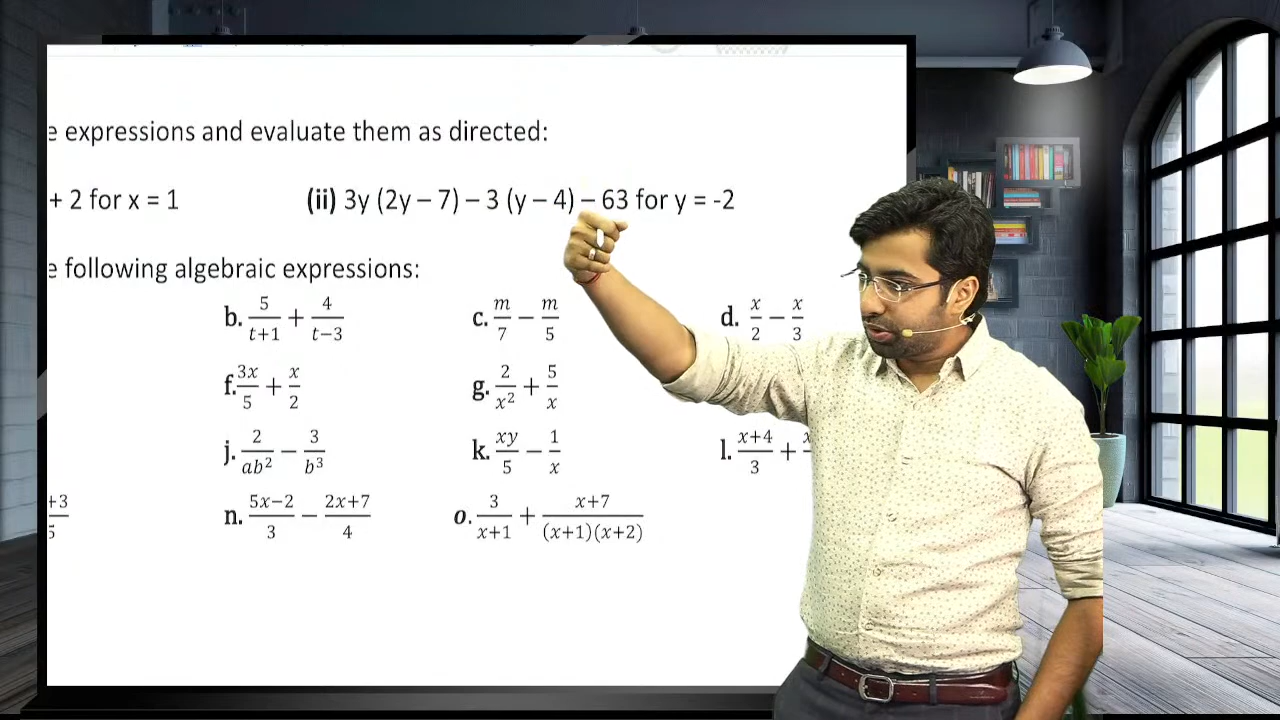 e expressions and evaluate them as directed:
+ 2 for x = 1 (ii) 3y (2y – 7) – 3 (y – 4) – 63 for y = -2
e following algebraic expressions:
b. 5/(t+1) + 4/(t−3) c. m/7 − m/5 d. x/2 − x/3
f. 3x/5 + x/2 g. 2/x² + 5/x
j. 2/ab² − 3/b³ k. xy/5 − 1/x l. (x+4)/3 +
+3/5 n. (5x−2)/3 − (2x+7)/4 o. 3/(x+1) + (x+7)/((x+1)(x+2))